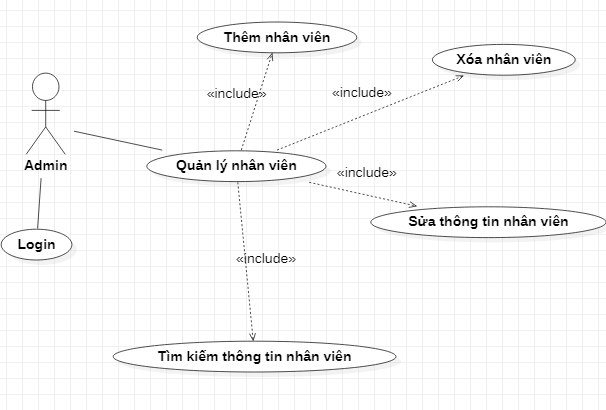 Thêm nhân viên
Xóa nhân viên
«include»
«include»
Admin
Quản lý nhân viên
«include»
Sửa thông tin nhân viên
Login
«include»
Tìm kiếm thông tin nhân viên